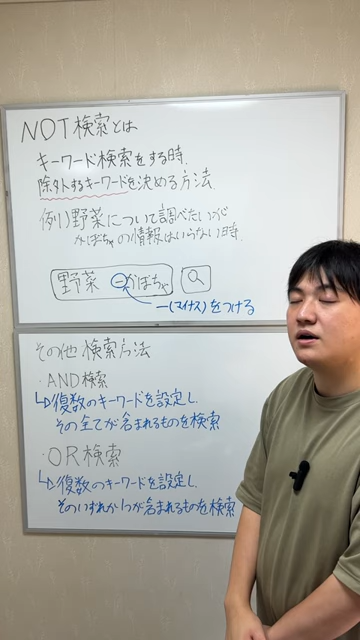 NOT検索とは
キーワード検索をする時、
除外するキーワードを決める方法
例)野菜について調べたいが
かぼちゃの情報はいらない時、
野菜 -かぼちゃ
-(マイナス)をつける
その他 検索方法
・AND検索
↳復数のキーワードを設定し、
その全てが含まれるものを検索
・OR検索
↳復数のキーワードを設定し、
そのいずれか1つが含まれるものを検索